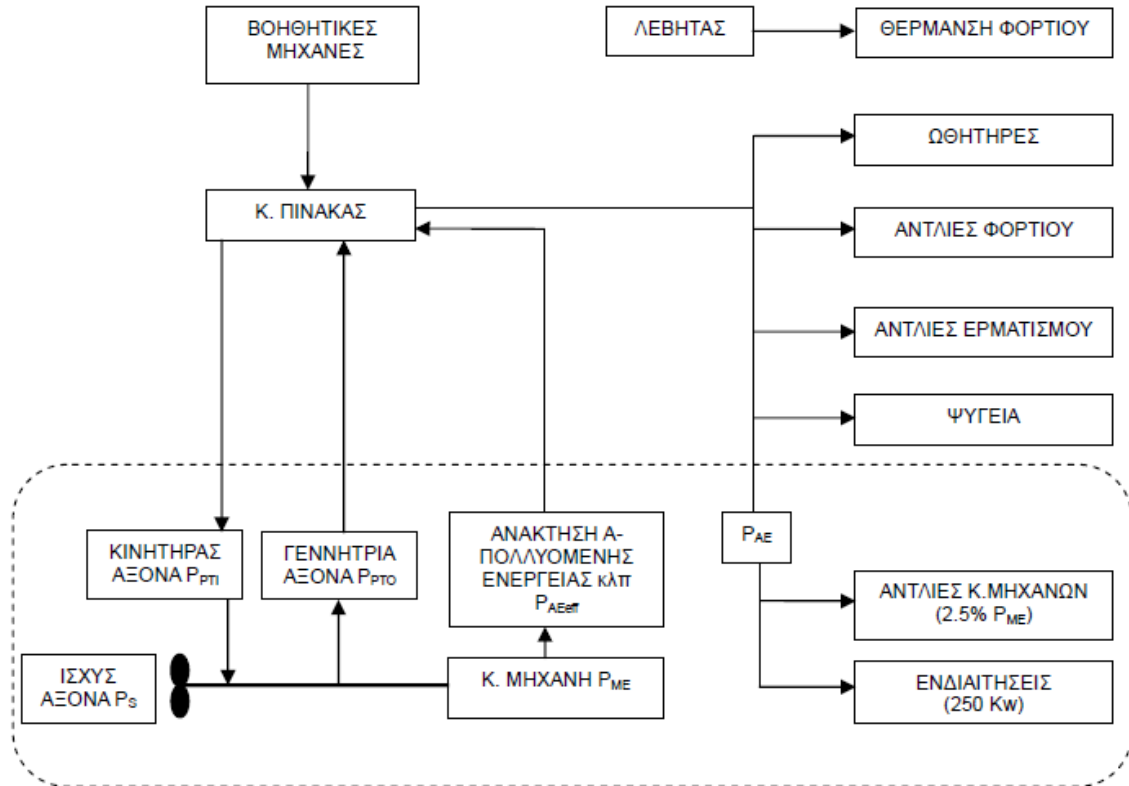 ΒΟΗΘΗΤΙΚΕΣ
ΜΗΧΑΝΕΣ
ΛΕΒΗΤΑΣ
ΘΕΡΜΑΝΣΗ ΦΟΡΤΙΟΥ
ΩΘΗΤΗΡΕΣ
Κ. ΠΙΝΑΚΑΣ
ΑΝΤΛΙΕΣ ΦΟΡΤΙΟΥ
ΑΝΤΛΙΕΣ ΕΡΜΑΤΙΣΜΟΥ
ΨΥΓΕΙΑ
ΚΙΝΗΤΗΡΑΣ
ΑΞΟΝΑ PPTI
ΓΕΝΝΗΤΡΙΑ
ΑΞΟΝΑ PPTO
ΑΝΑΚΤΗΣΗ Α-
ΠΟΛΛΥΟΜΕΝΗΣ
ΕΝΕΡΓΕΙΑΣ κλπ
PAEeff
PAE
ΑΝΤΛΙΕΣ Κ.ΜΗΧΑΝΩΝ
(2.5% PME)
ΙΣΧΥΣ
ΑΞΟΝΑ PS
Κ. ΜΗΧΑΝΗ PME
ΕΝΔΙΑΙΤΗΣΕΙΣ
(250 Kw)